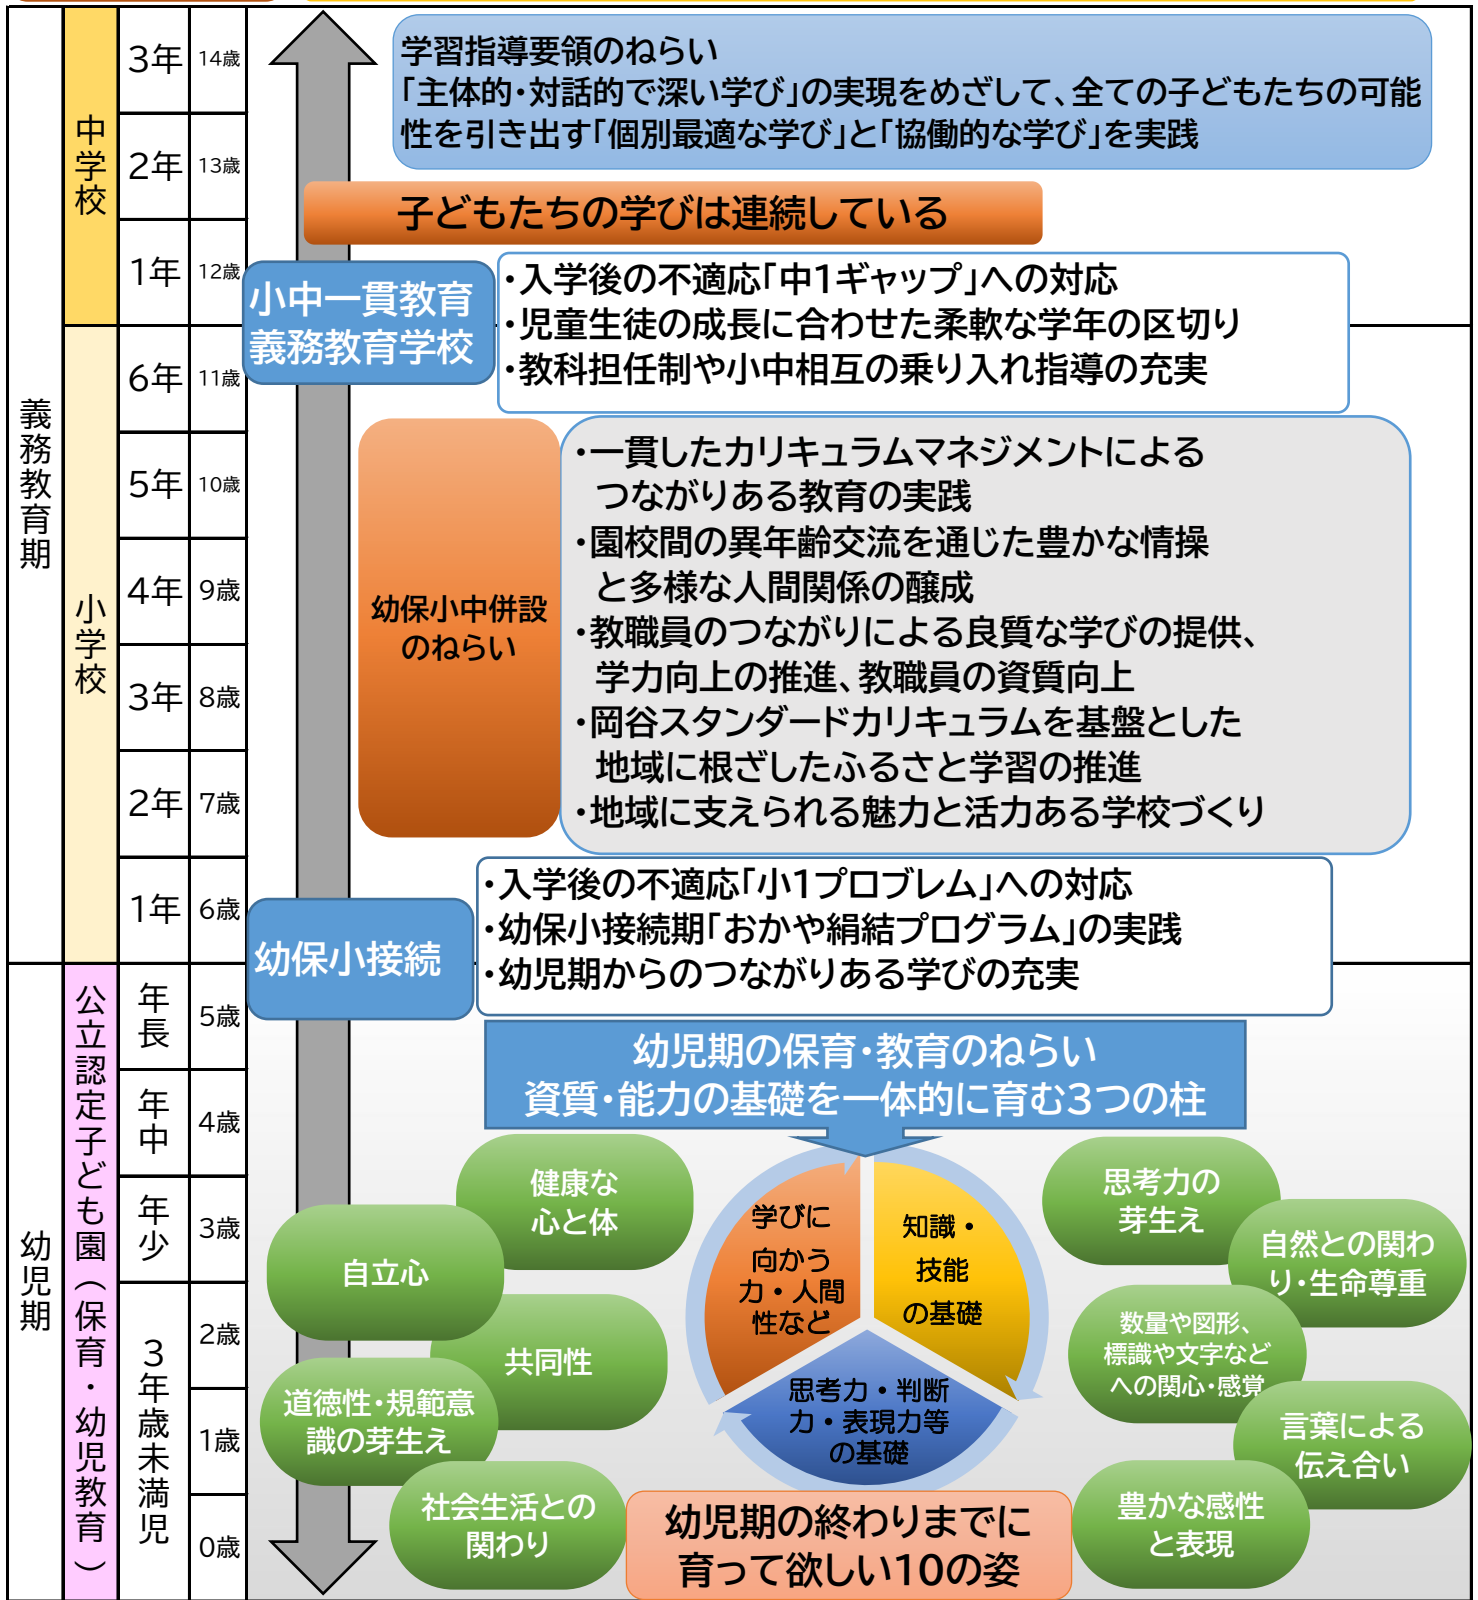 学習指導要領のねらい
「主体的・対話的で深い学び」の実現をめざして、全ての子どもたちの可能
性を引き出す「個別最適な学び」と「協働的な学び」を実践
子どもたちの学びは連続している
義務教育期
中学校
3年 14歳
2年 13歳
1年 12歳
小中一貫教育
義務教育学校
・入学後の不適応「中1ギャップ」への対応
・児童生徒の成長に合わせた柔軟な学年の区切り
・教科担任制や小中相互の乗り入れ指導の充実
小学校
6年 11歳
5年 10歳
4年 9歳
3年 8歳
2年 7歳
1年 6歳
幼保小中併設
のねらい
・一貫したカリキュラムマネジメントによる
つながりある教育の実践
・園校間の異年齢交流を通じた豊かな情操
と多様な人間関係の醸成
・教職員のつながりによる良質な学びの提供、
学力向上の推進、教職員の資質向上
・岡谷スタンダードカリキュラムを基盤とした
地域に根ざしたふるさと学習の推進
・地域に支えられる魅力と活力ある学校づくり
幼保小接続
・入学後の不適応「小1プロブレム」への対応
・幼保小接続期「おかや絹結プログラム」の実践
・幼児期からのつながりある学びの充実
幼児期
公立認定子ども園(保育・幼児教育)
年長 5歳
年中 4歳
年少 3歳
3年歳未満児
2歳
1歳
0歳
幼児期の保育・教育のねらい
資質・能力の基礎を一体的に育む3つの柱
健康な
心と体
自立心
共同性
道徳性・規範意
識の芽生え
社会生活との
関わり
学びに
向かう
力・人間
性など
知識・
技能
の基礎
思考力・判断
力・表現力等
の基礎
思考力の
芽生え
自然との関わ
り・生命尊重
数量や図形、
標識や文字など
への関心・感覚
言葉による
伝え合い
豊かな感性
と表現
幼児期の終わりまでに
育って欲しい10の姿